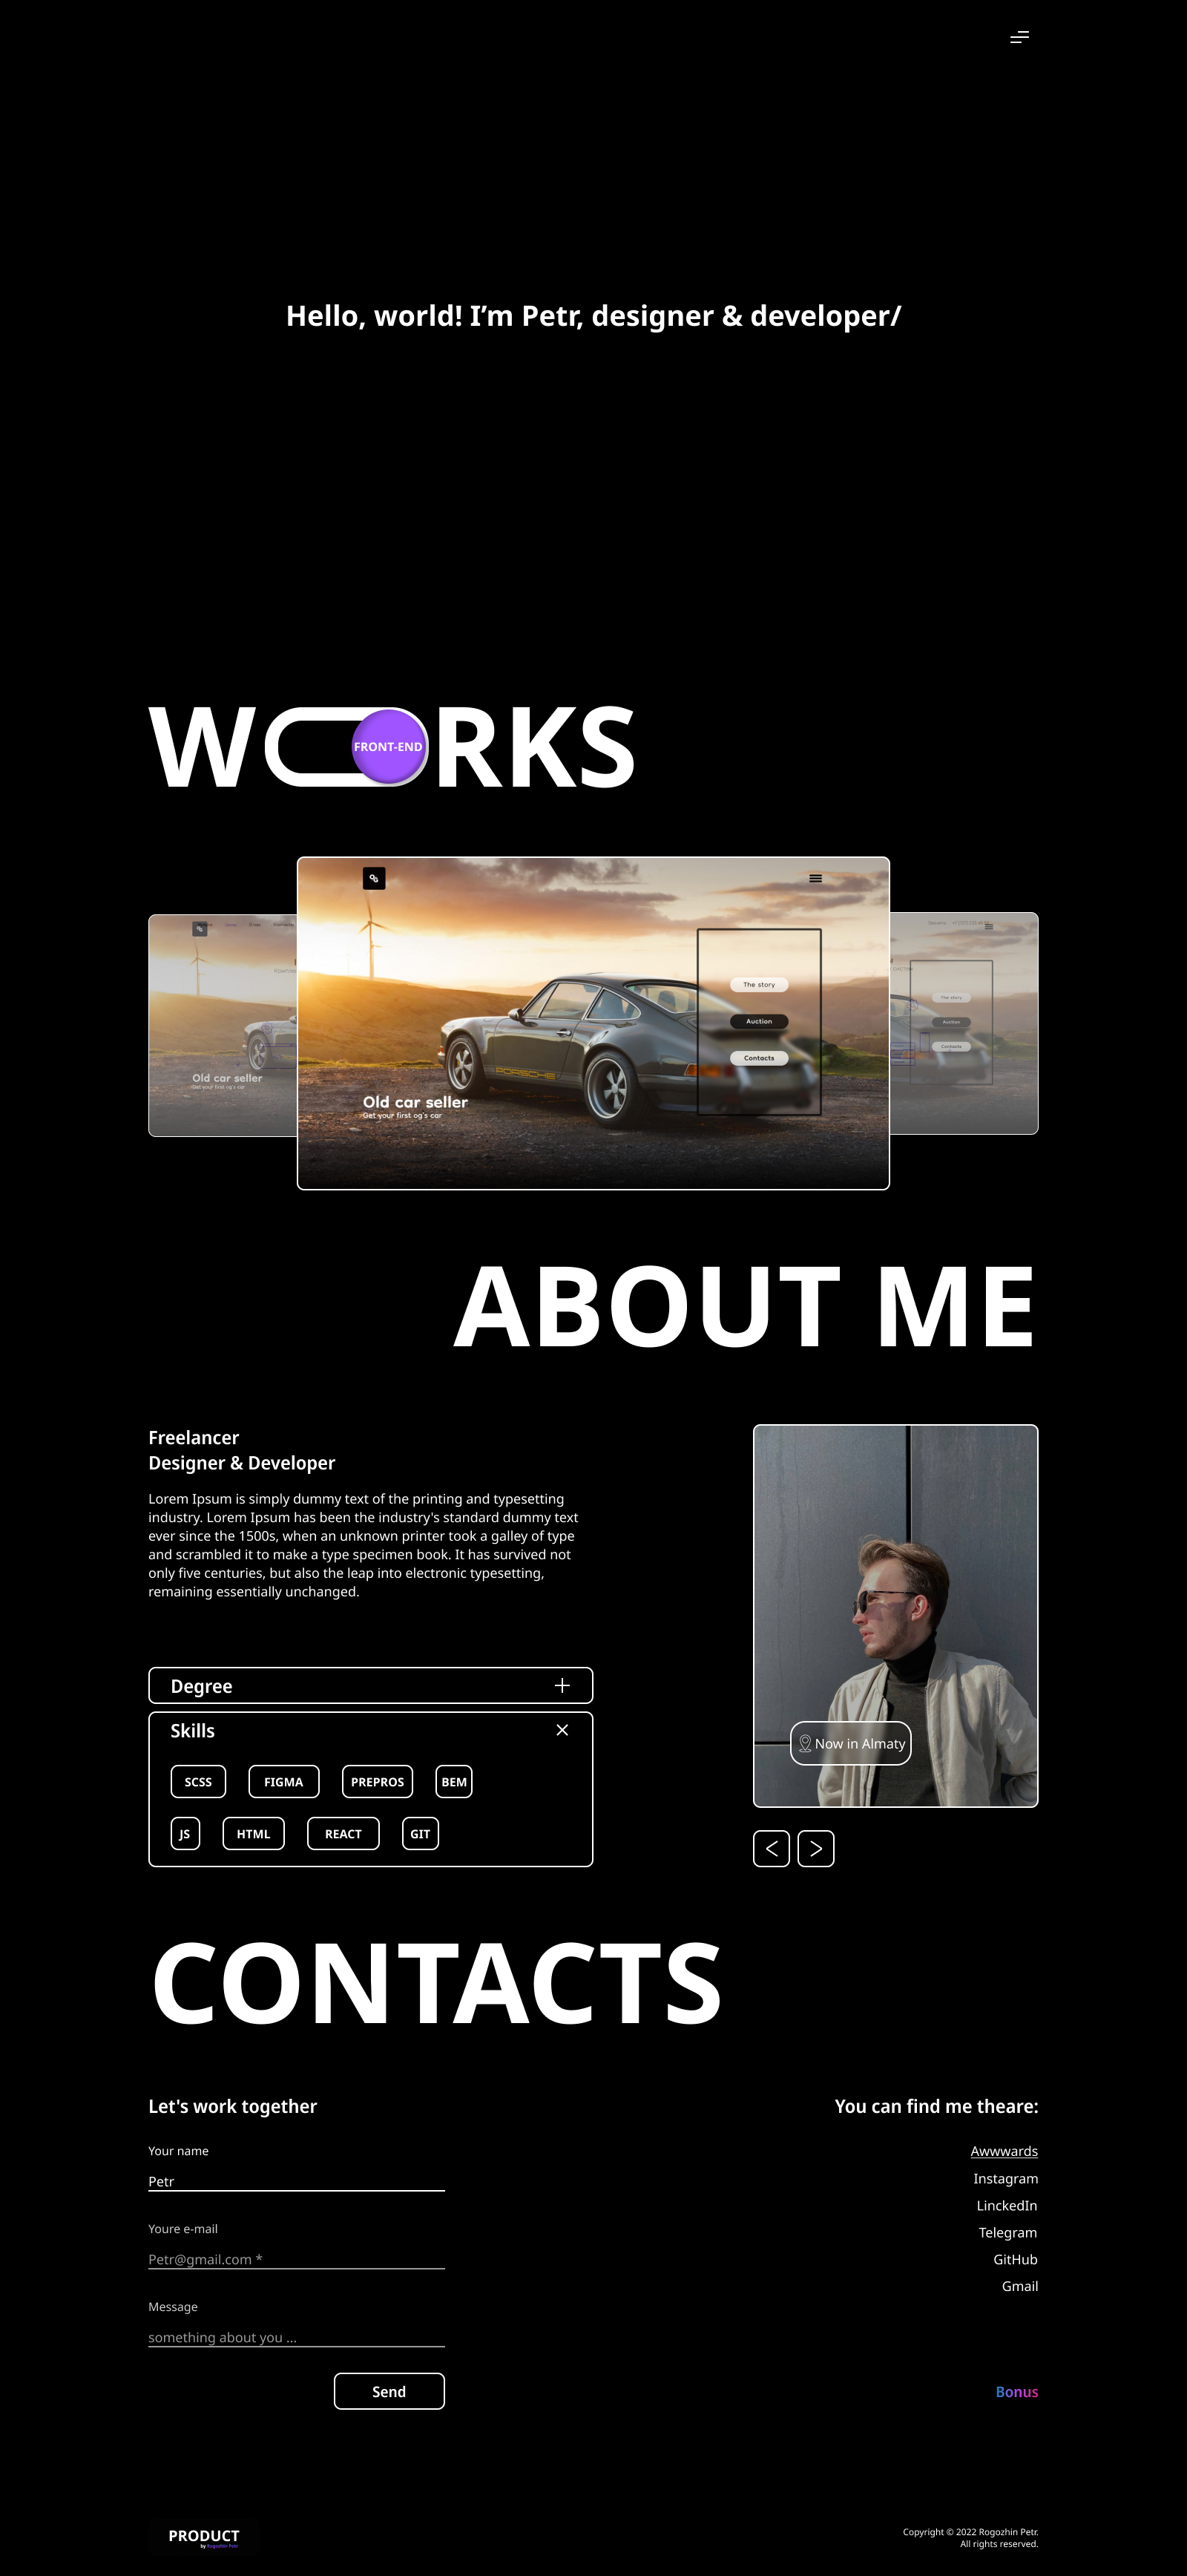 Hello, world! I’m Petr, designer & developer/
W RKS
FRONT-END
Old car seller
Get your first og's car
The story
Auction
Contacts
Old car seller
Get your first og's car
The story
Auction
Contacts
ABOUT ME
Freelancer
Designer & Developer
Lorem Ipsum is simply dummy text of the printing and typesetting
industry. Lorem Ipsum has been the industry's standard dummy text
ever since the 1500s, when an unknown printer took a galley of type
and scrambled it to make a type specimen book. It has survived not
only five centuries, but also the leap into electronic typesetting,
remaining essentially unchanged.
Degree
Skills
SCSS FIGMA PREPROS BEM
JS HTML REACT GIT
Now in Almaty
CONTACTS
Let's work together
Your name
Petr
Youre e-mail
Petr@gmail.com *
Message
something about you ...
Send
You can find me theare:
Awwwards
Instagram
LinckedIn
Telegram
GitHub
Gmail
Bonus
PRODUCT
by Rogozhin Petr
Copyright © 2022 Rogozhin Petr.
All rights reserved.